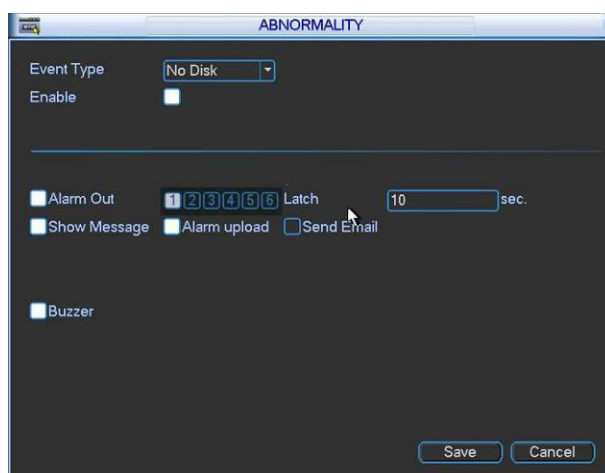 ABNORMALITY
Event Type No Disk
Enable
Alarm Out 1 2 3 4 5 6 Latch 10 sec.
Show Message Alarm upload Send Email
Buzzer
Save Cancel